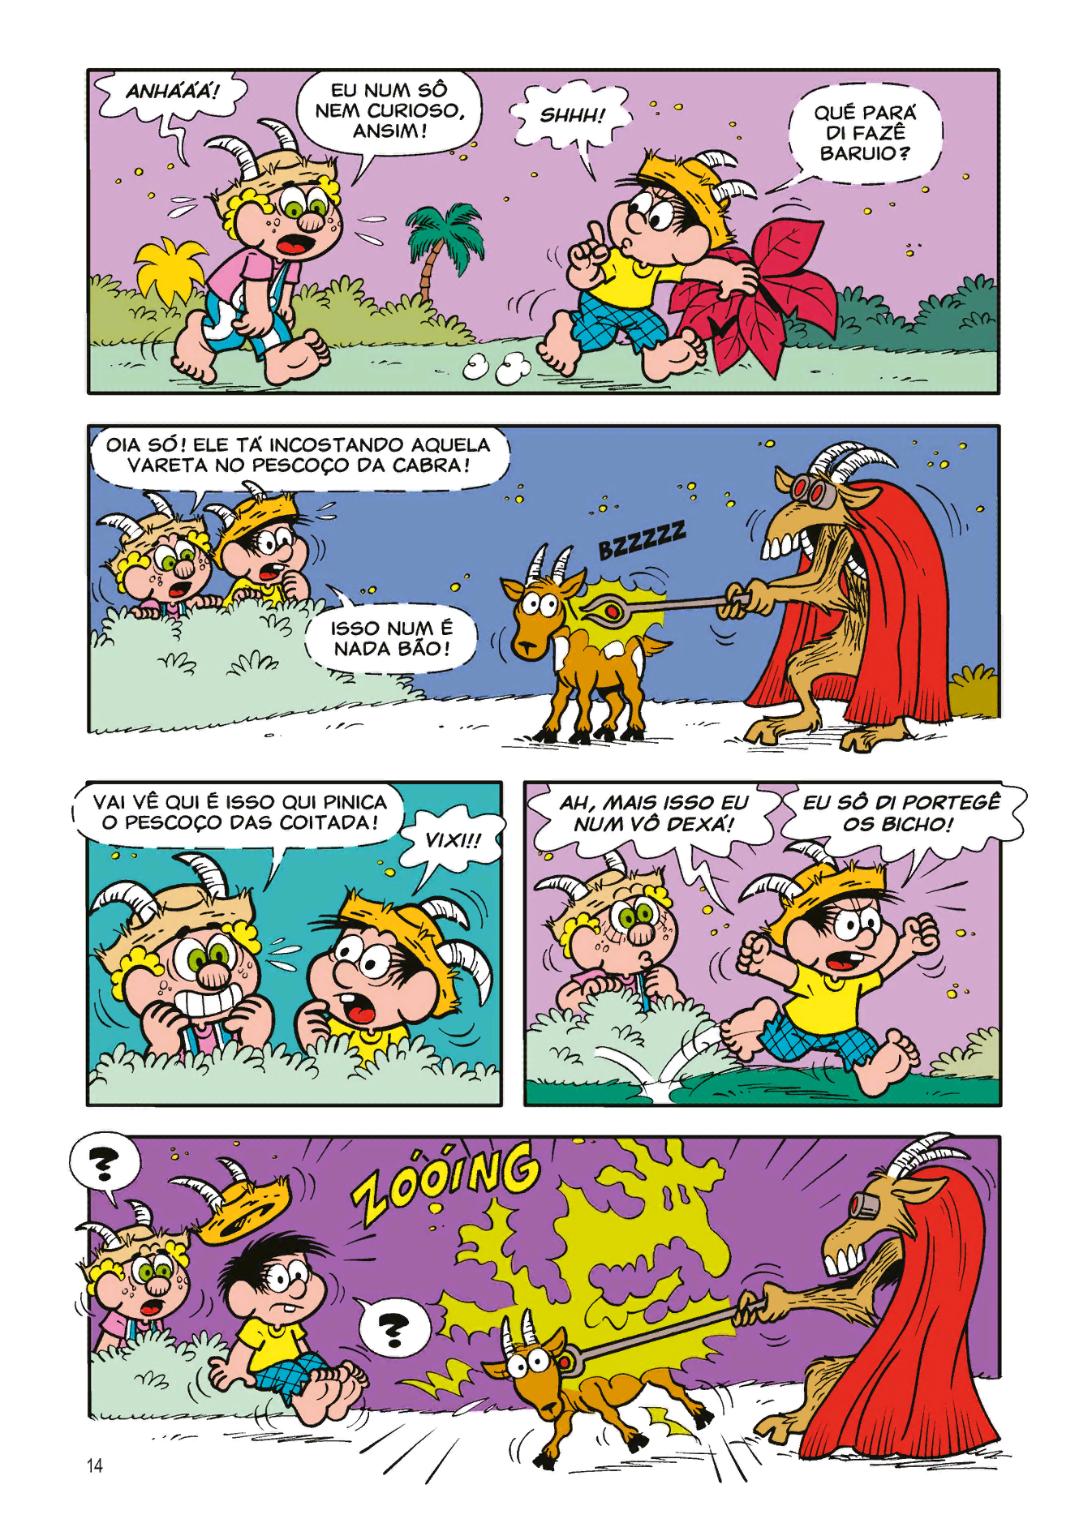 ANHÁÁÁ!
EU NUM SÔ
NEM CURIOSO,
ANSIM!
SHHH!
QUÉ PARÁ
DI FAZÊ
BARUIO?
OIA SÓ! ELE TÁ INCOSTANDO AQUELA
VARETA NO PESCOÇO DA CABRA!
BZZZZZ
ISSO NUM É
NADA BÃO!
VAI VÊ QUI É ISSO QUI PINICA
O PESCOÇO DAS COITADA!
VIXI!!
AH, MAIS ISSO EU
NUM VÔ DEXÁ!
EU SÔ DI PORTEGÊ
OS BICHO!
?
ZÓÓÍNG
?
14